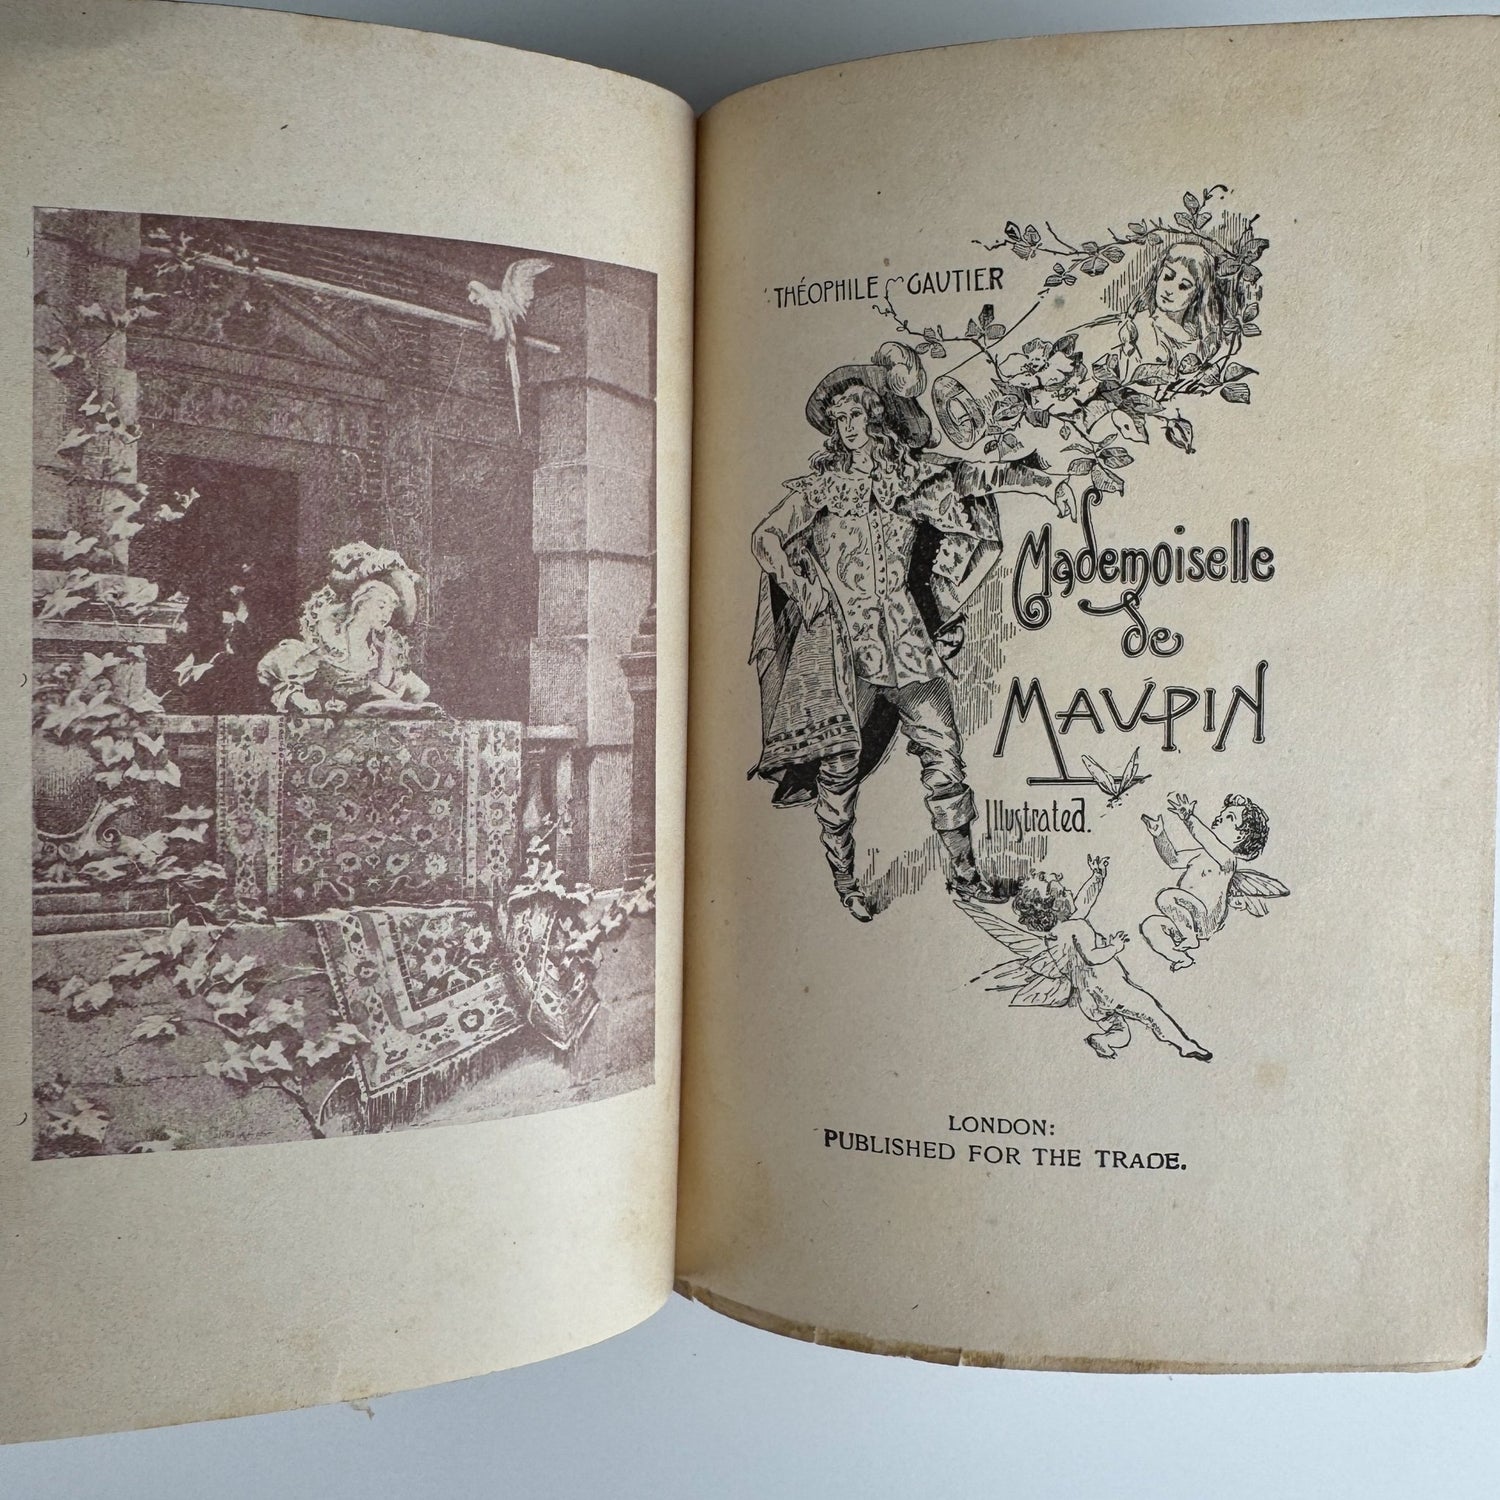 THÉOPHILE GAUTIER
Mademoiselle
de
MAUPIN
Illustrated.
LONDON:
PUBLISHED FOR THE TRADE.